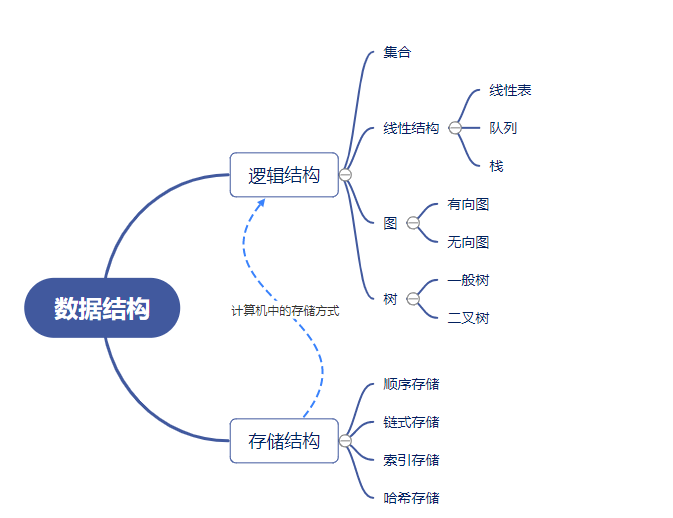 集合
线性表
线性结构
队列
栈
逻辑结构
有向图
图
无向图
一般树
树
二叉树
数据结构
计算机中的存储方式
顺序存储
链式存储
存储结构
索引存储
哈希存储